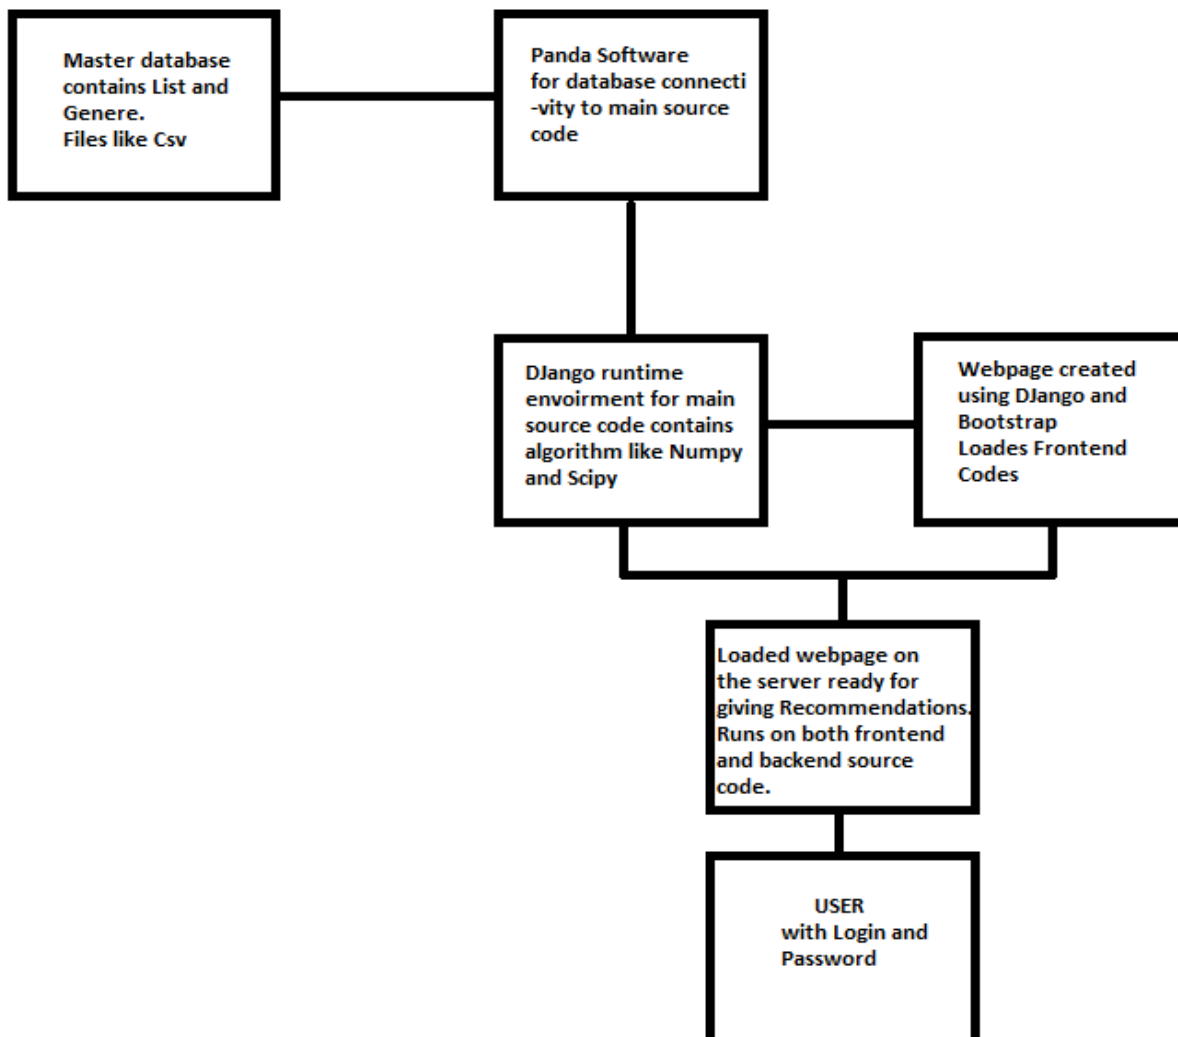 Master database
contains List and
Genere.
Files like Csv
Panda Software
for database connecti
-vity to main source
code
DJango runtime
envoirment for main
source code contains
algorithm like Numpy
and Scipy
Webpage created
using DJango and
Bootstrap
Loades Frontend
Codes
Loaded webpage on
the server ready for
giving Recommendations.
Runs on both frontend
and backend source
code.
USER
with Login and
Password